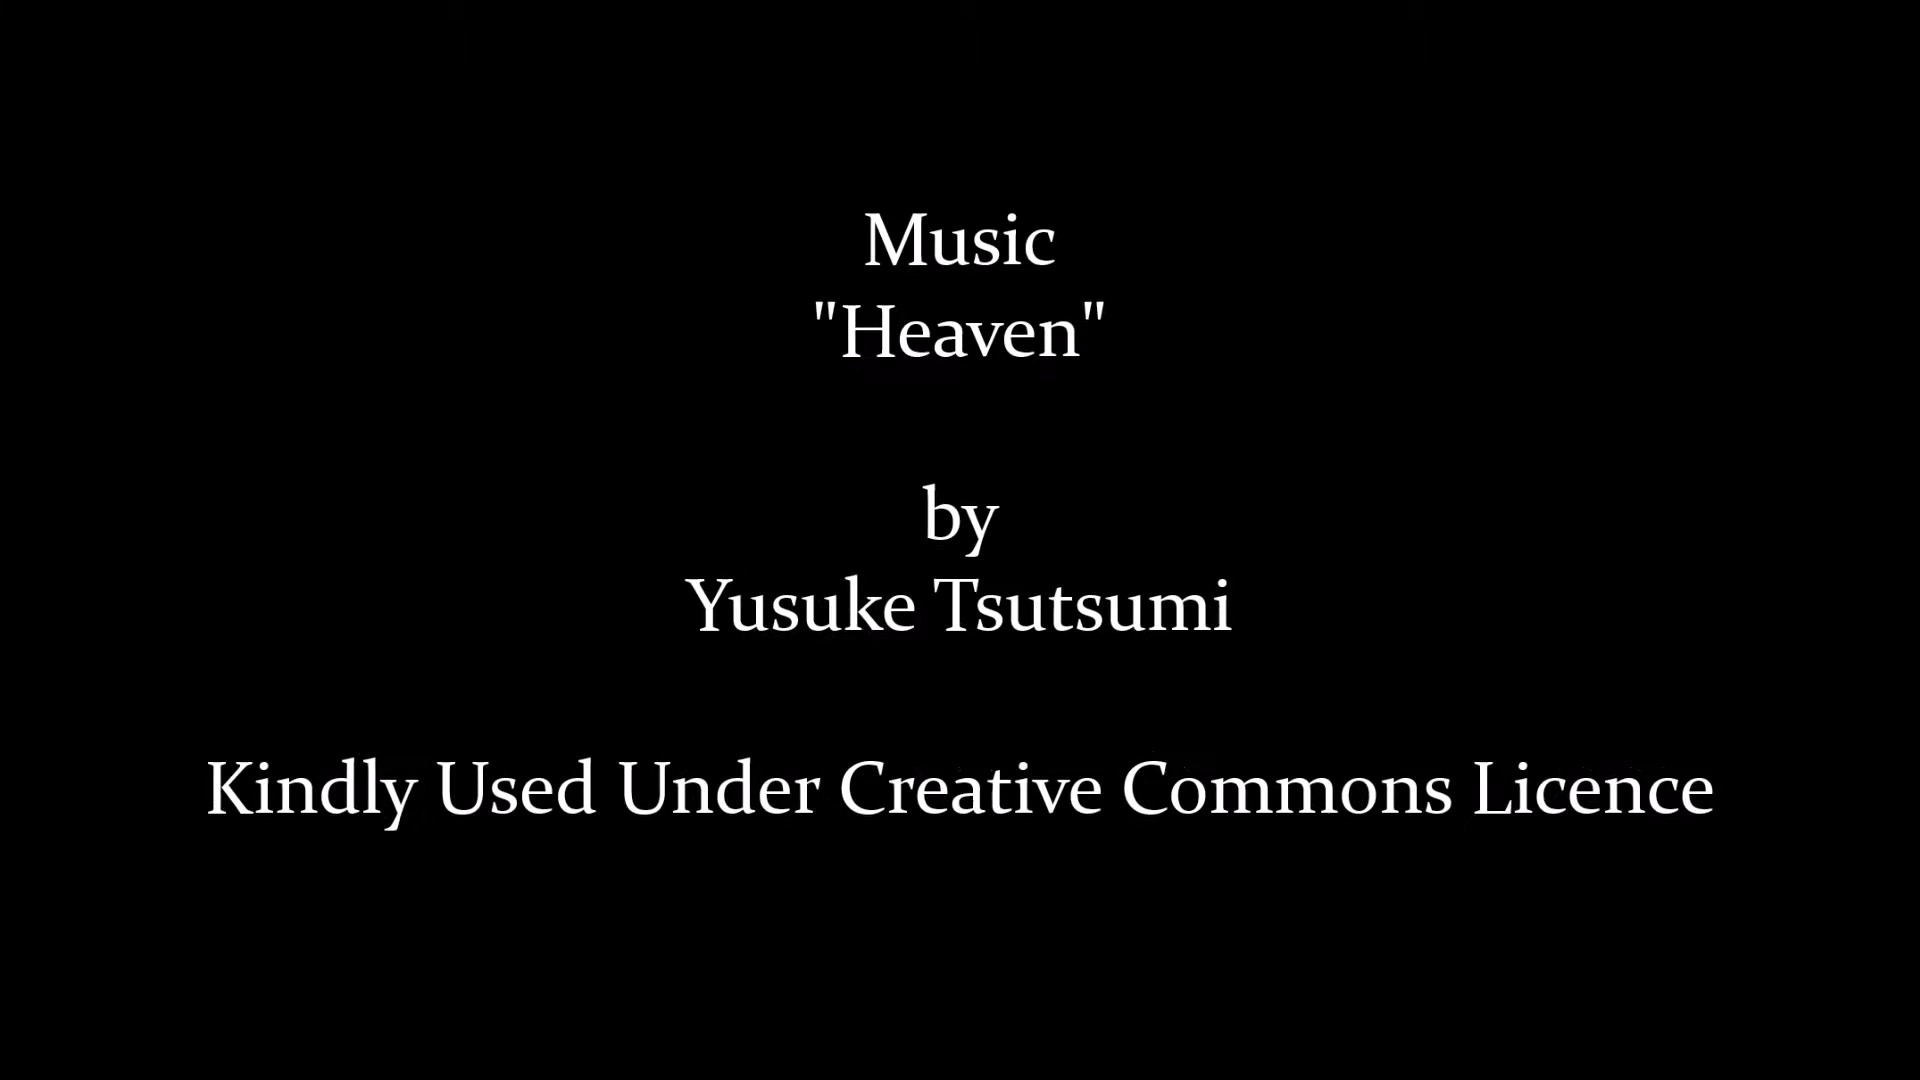 Music
"Heaven"
by
Yusuke Tsutsumi
Kindly Used Under Creative Commons Licence